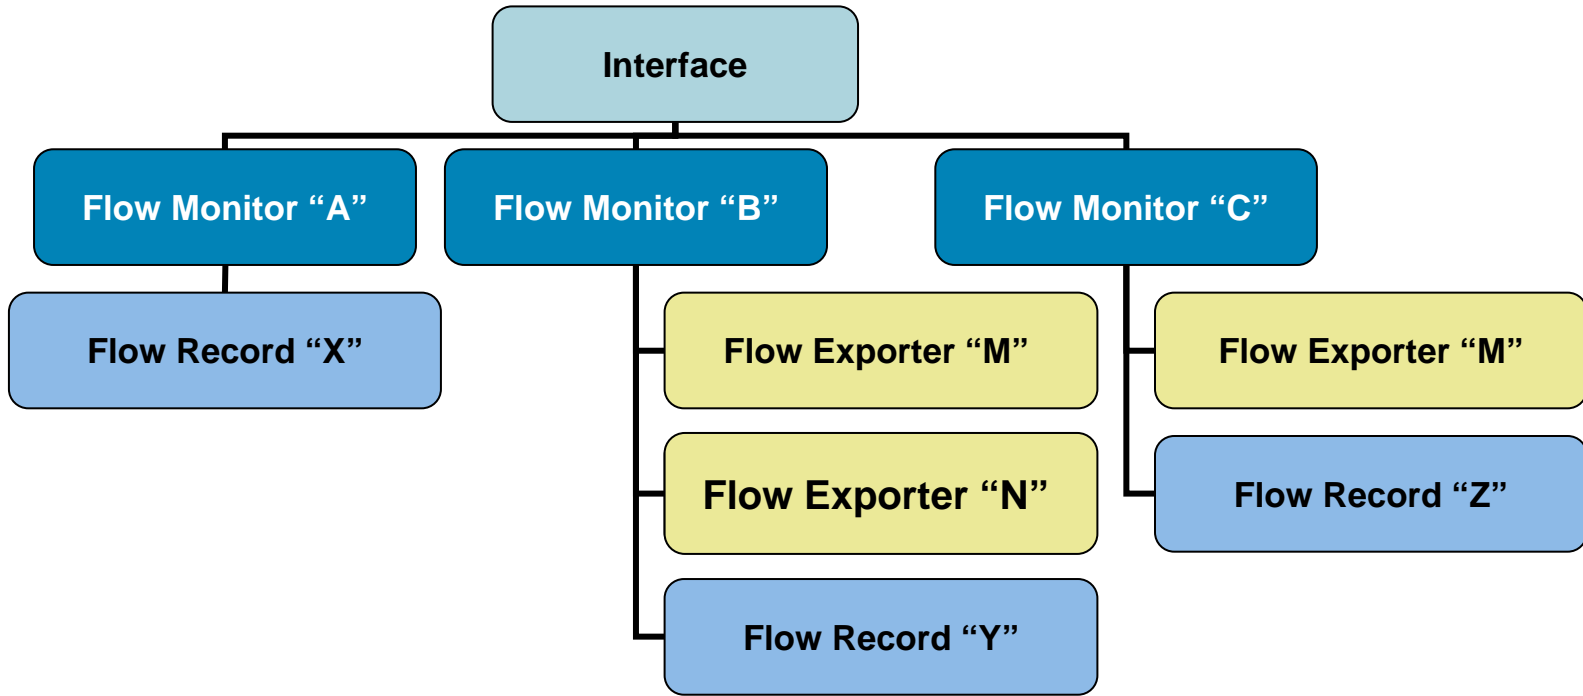 Interface
Flow Monitor “A”
Flow Monitor “B”
Flow Monitor “C”
Flow Record “X”
Flow Exporter “M”
Flow Exporter “M”
Flow Exporter “N”
Flow Record “Z”
Flow Record “Y”